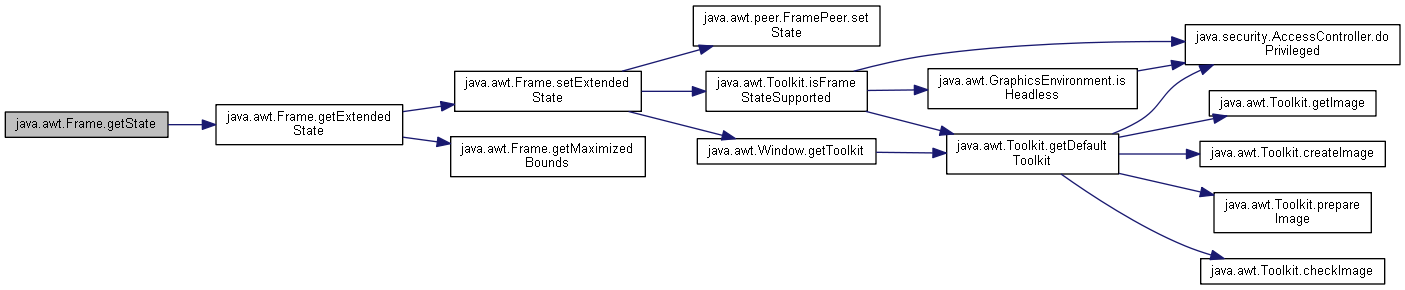 java.awt.Frame.getState
java.awt.Frame.getExtended
State
java.awt.Frame.setExtended
State
java.awt.Frame.getMaximized
Bounds
java.awt.peer.FramePeer.set
State
java.awt.Toolkit.isFrame
StateSupported
java.awt.Window.getToolkit
java.awt.GraphicsEnvironment.is
Headless
java.awt.Toolkit.getDefault
Toolkit
java.security.AccessController.do
Privileged
java.awt.Toolkit.getImage
java.awt.Toolkit.createImage
java.awt.Toolkit.prepare
Image
java.awt.Toolkit.checkImage